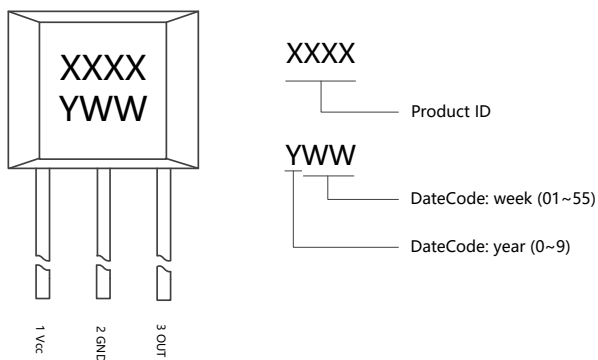 XXXX
YWW
1 Vcc
2 GND
3 OUT
XXXX
Product ID
YWW
DateCode: week (01~55)
DateCode: year (0~9)